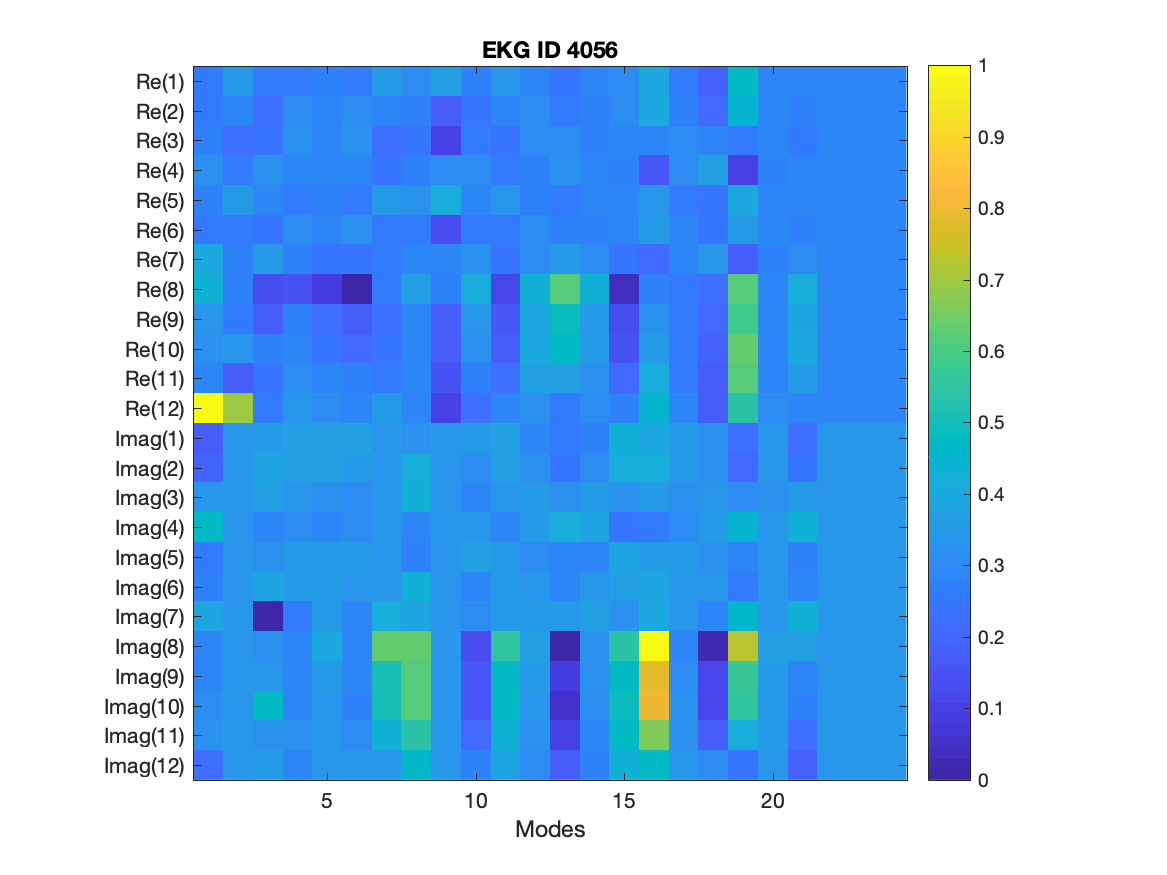 EKG ID 4056
Re(1)
Re(2)
Re(3)
Re(4)
Re(5)
Re(6)
Re(7)
Re(8)
Re(9)
Re(10)
Re(11)
Re(12)
Imag(1)
Imag(2)
Imag(3)
Imag(4)
Imag(5)
Imag(6)
Imag(7)
Imag(8)
Imag(9)
Imag(10)
Imag(11)
Imag(12)
5 10 15 20
Modes
1
0.9
0.8
0.7
0.6
0.5
0.4
0.3
0.2
0.1
0